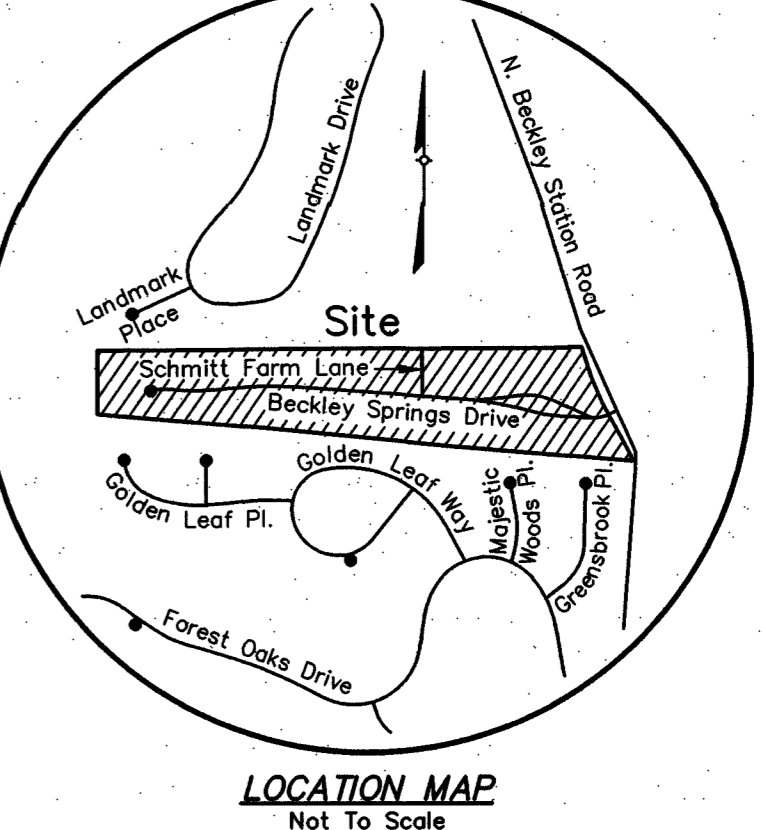 N. Beckley Station Road
Landmark Drive
Landmark
Place
Site
Schmitt Farm Lane
Beckley Springs Drive
Golden Leaf Way
Golden Leaf Pl.
Majestic
Woods Pl.
Greensbrook Pl.
Forest Oaks Drive
LOCATION MAP
Not To Scale